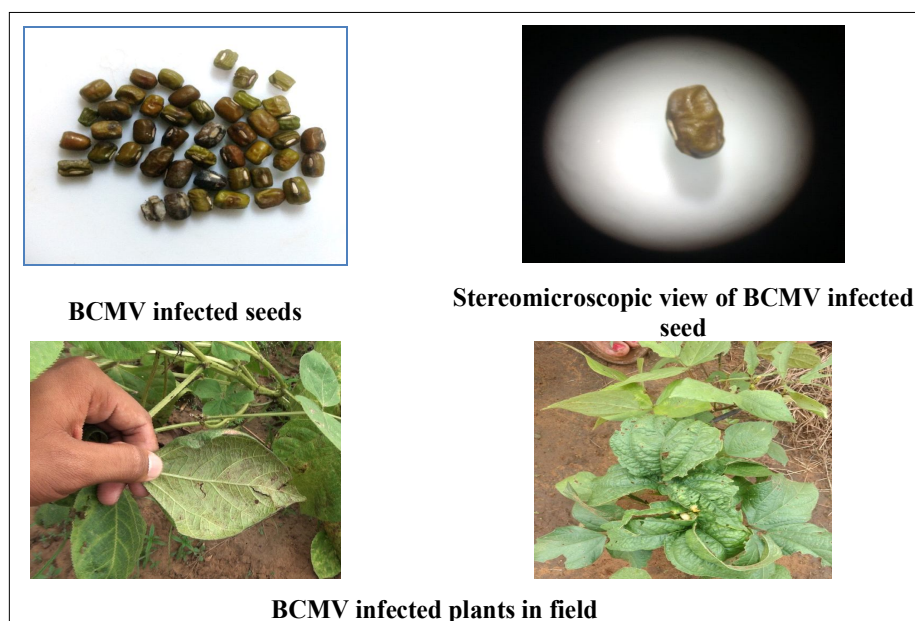 BCMV infected seeds
Stereomicroscopic view of BCMV infected
seed
BCMV infected plants in field